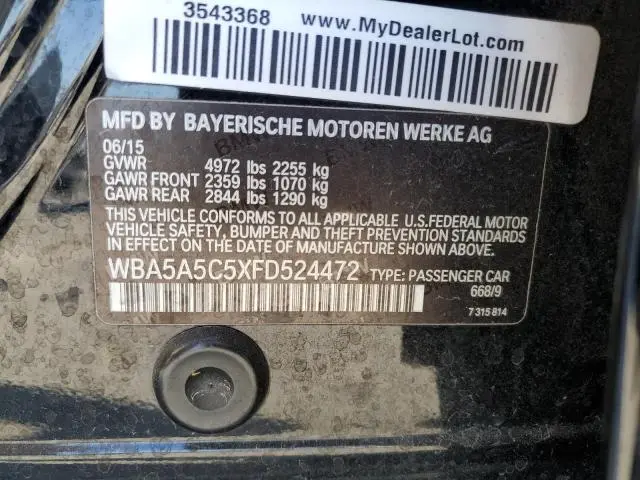 3543368 www.MyDealerLot.com
MFD BY BAYERISCHE MOTOREN WERKE AG
06/15
GVWR 4972 lbs 2255 kg
GAWR FRONT 2359 lbs 1070 kg
GAWR REAR 2844 lbs 1290 kg
THIS VEHICLE CONFORMS TO ALL APPLICABLE U.S.FEDERAL MOTOR
VEHICLE SAFETY, BUMPER AND THEFT PREVENTION STANDARDS
IN EFFECT ON THE DATE OF MANUFACTURE SHOWN ABOVE.
WBA5A5C5XFD524472 TYPE: PASSENGER CAR
668/9
7 315 814